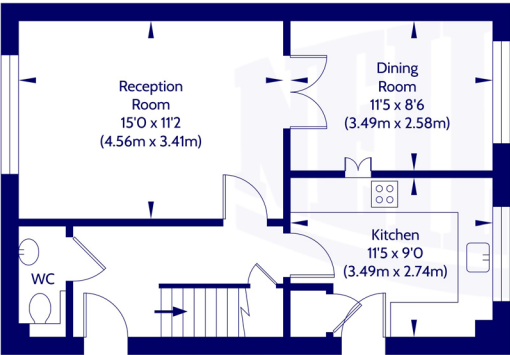 Reception
Room
15'0 x 11'2
(4.56m x 3.41m)
Dining
Room
11'5 x 8'6
(3.49m x 2.58m)
Kitchen
11'5 x 9'0
(3.49m x 2.74m)
WC